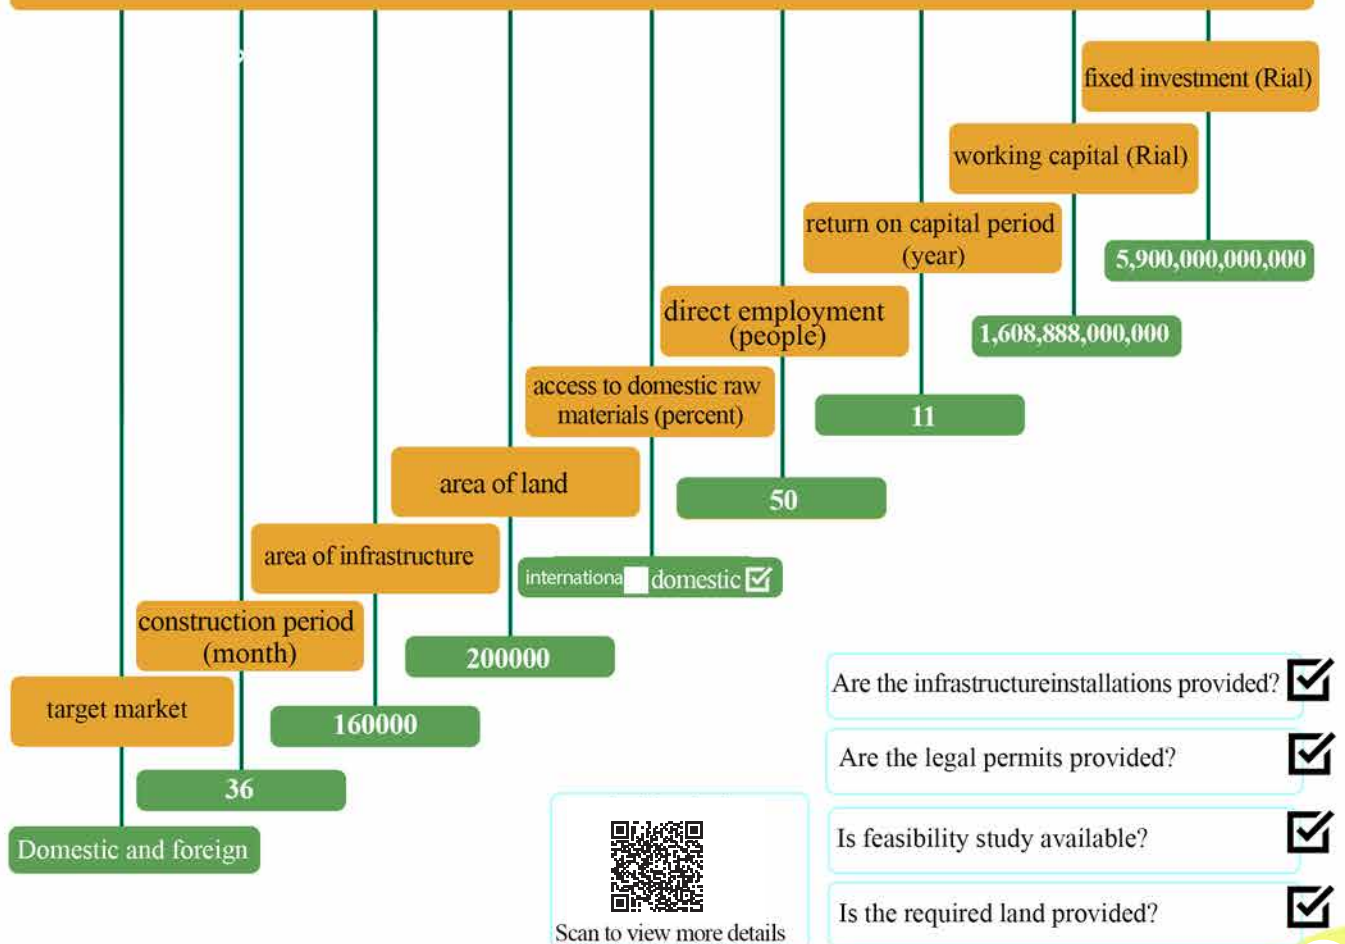 fixed investment (Rial)
5,900,000,000,000
working capital (Rial)
1,608,888,000,000
return on capital period
(year)
11
direct employment
(people)
50
access to domestic raw
materials (percent)
internationa domestic
area of land
200000
area of infrastructure
160000
construction period
(month)
36
target market
Domestic and foreign
Are the infrastructureinstallations provided?
Are the legal permits provided?
Is feasibility study available?
Is the required land provided?
Scan to view more details